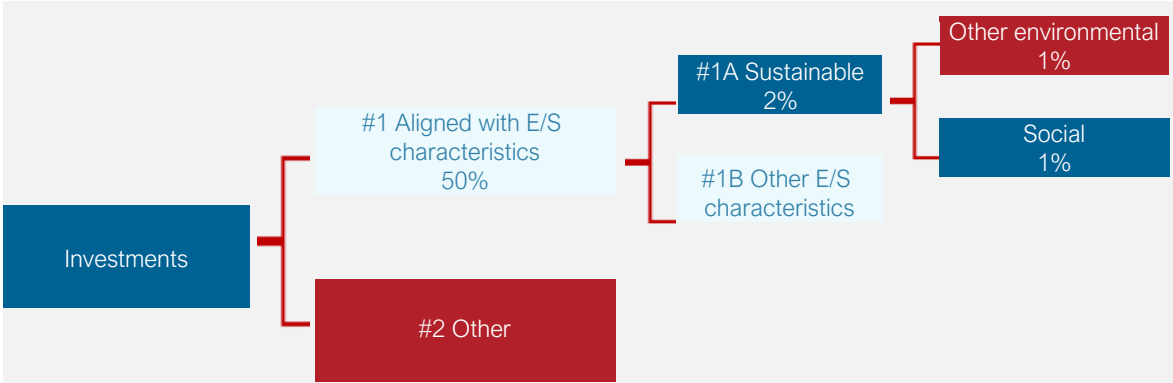 Investments
#1 Aligned with E/S
characteristics
50%
#2 Other
#1A Sustainable
2%
#1B Other E/S
characteristics
Other environmental
1%
Social
1%